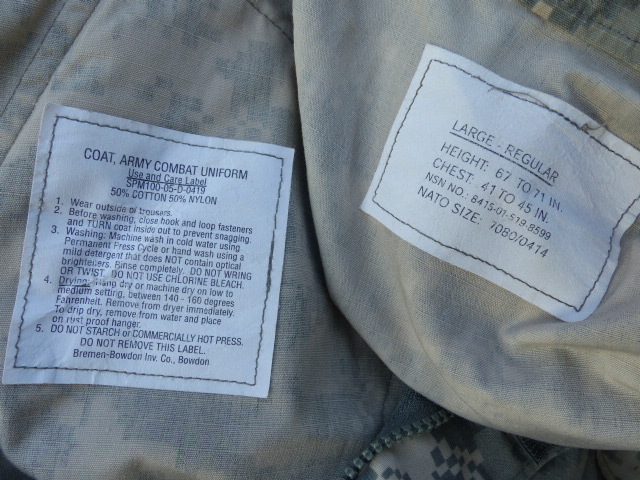 COAT, ARMY COMBAT UNIFORM
Use and Care Label
SPM100-05-D-0419
50% COTTON 50% NYLON
1. Wear outside of trousers.
2. Before washing, close hook and loop fasteners
and TURN coat inside out to prevent snagging.
3. Washing: Machine wash in cold water using
Permanent Press Cycle or hand wash using a
mild detergent that does not contain optical
brighteners. Rinse completely. DO NOT WRING
OR TWIST. DO NOT USE CHLORINE BLEACH.
4. Drying: Hang dry or machine dry on low to
medium setting, between 140 - 160 degrees
Fahrenheit. Remove from dryer immediately.
To drip dry, remove from water and place
on rust proof hanger.
5. DO NOT STARCH or COMMERCIALLY HOT PRESS.
DO NOT REMOVE THIS LABEL.
Bremen-Bowdon Inv. Co., Bowdon
LARGE - REGULAR
HEIGHT: 67 TO 71 IN.
CHEST: 41 TO 45 IN.
NSN NO.: 8415-01-519-8599
NATO SIZE: 7080/0414